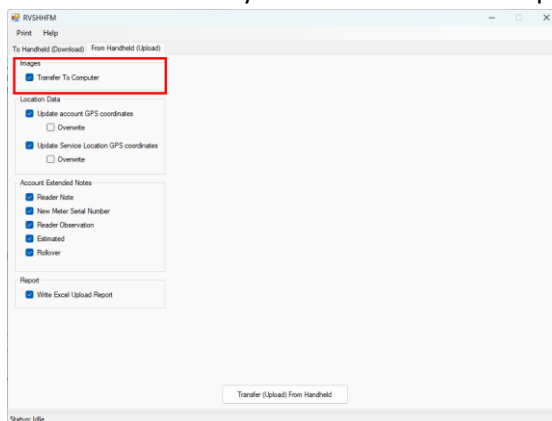 RVSHHFM
Print Help
To Handheld (Download) From Handheld (Upload)
Images
Transfer To Computer
Location Data
Update account GPS coordinates
Overwrite
Update Service Location GPS coordinates
Overwrite
Account Extended Notes
Reader Note
New Meter Serial Number
Reader Observation
Estimated
Rollover
Report
Write Excel Upload Report
Transfer (Upload) From Handheld
Status: Idle